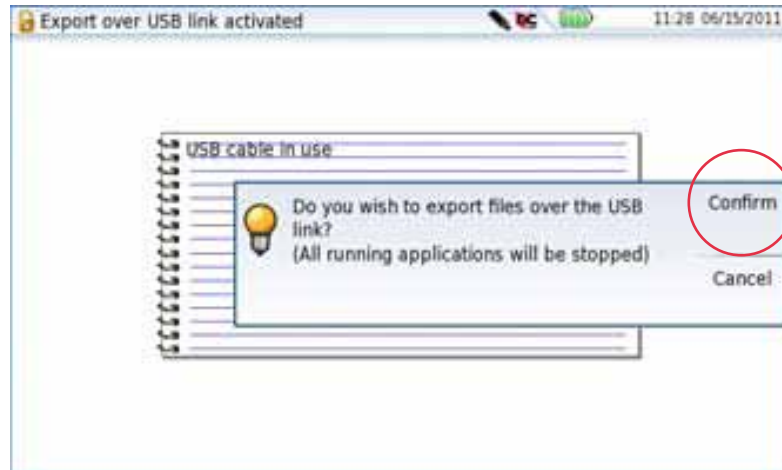 Export over USB link activated
DC
11:28 06/15/2011
USB cable in use
Do you wish to export files over the USB
link?
(All running applications will be stopped)
Confirm
Cancel